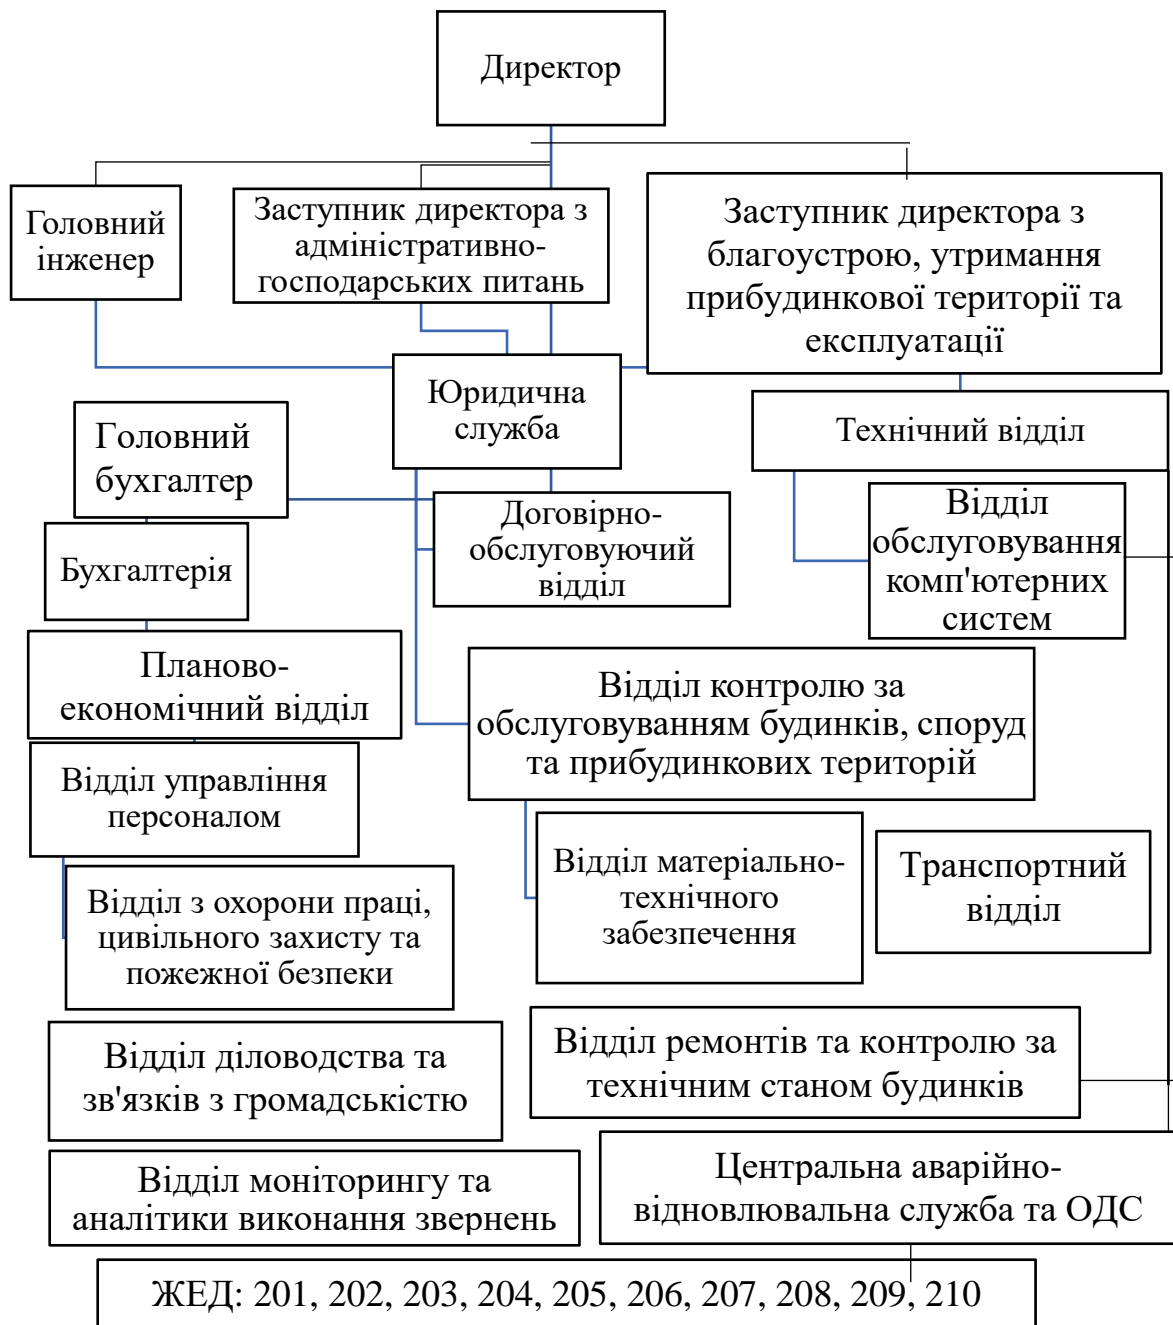 Директор
Головний
інженер
Заступник директора з
адміністративно-
господарських питань
Заступник директора з
благоустрою, утримання
прибудинкової території та
експлуатації
Юридична
служба
Головний
бухгалтер
Технічний відділ
Договірно-
обслуговуючий
відділ
Відділ
обслуговування
комп'ютерних
систем
Бухгалтерія
Планово-
економічний відділ
Відділ контролю за
обслуговуванням будинків, споруд
та прибудинкових територій
Відділ управління
персоналом
Відділ матеріально-
технічного
забезпечення
Транспортний
відділ
Відділ з охорони праці,
цивільного захисту та
пожежної безпеки
Відділ діловодства та
зв'язків з громадськістю
Відділ ремонтів та контролю за
технічним станом будинків
Відділ моніторингу та
аналітики виконання звернень
Центральна аварійно-
відновлювальна служба та ОДС
ЖЕД: 201, 202, 203, 204, 205, 206, 207, 208, 209, 210